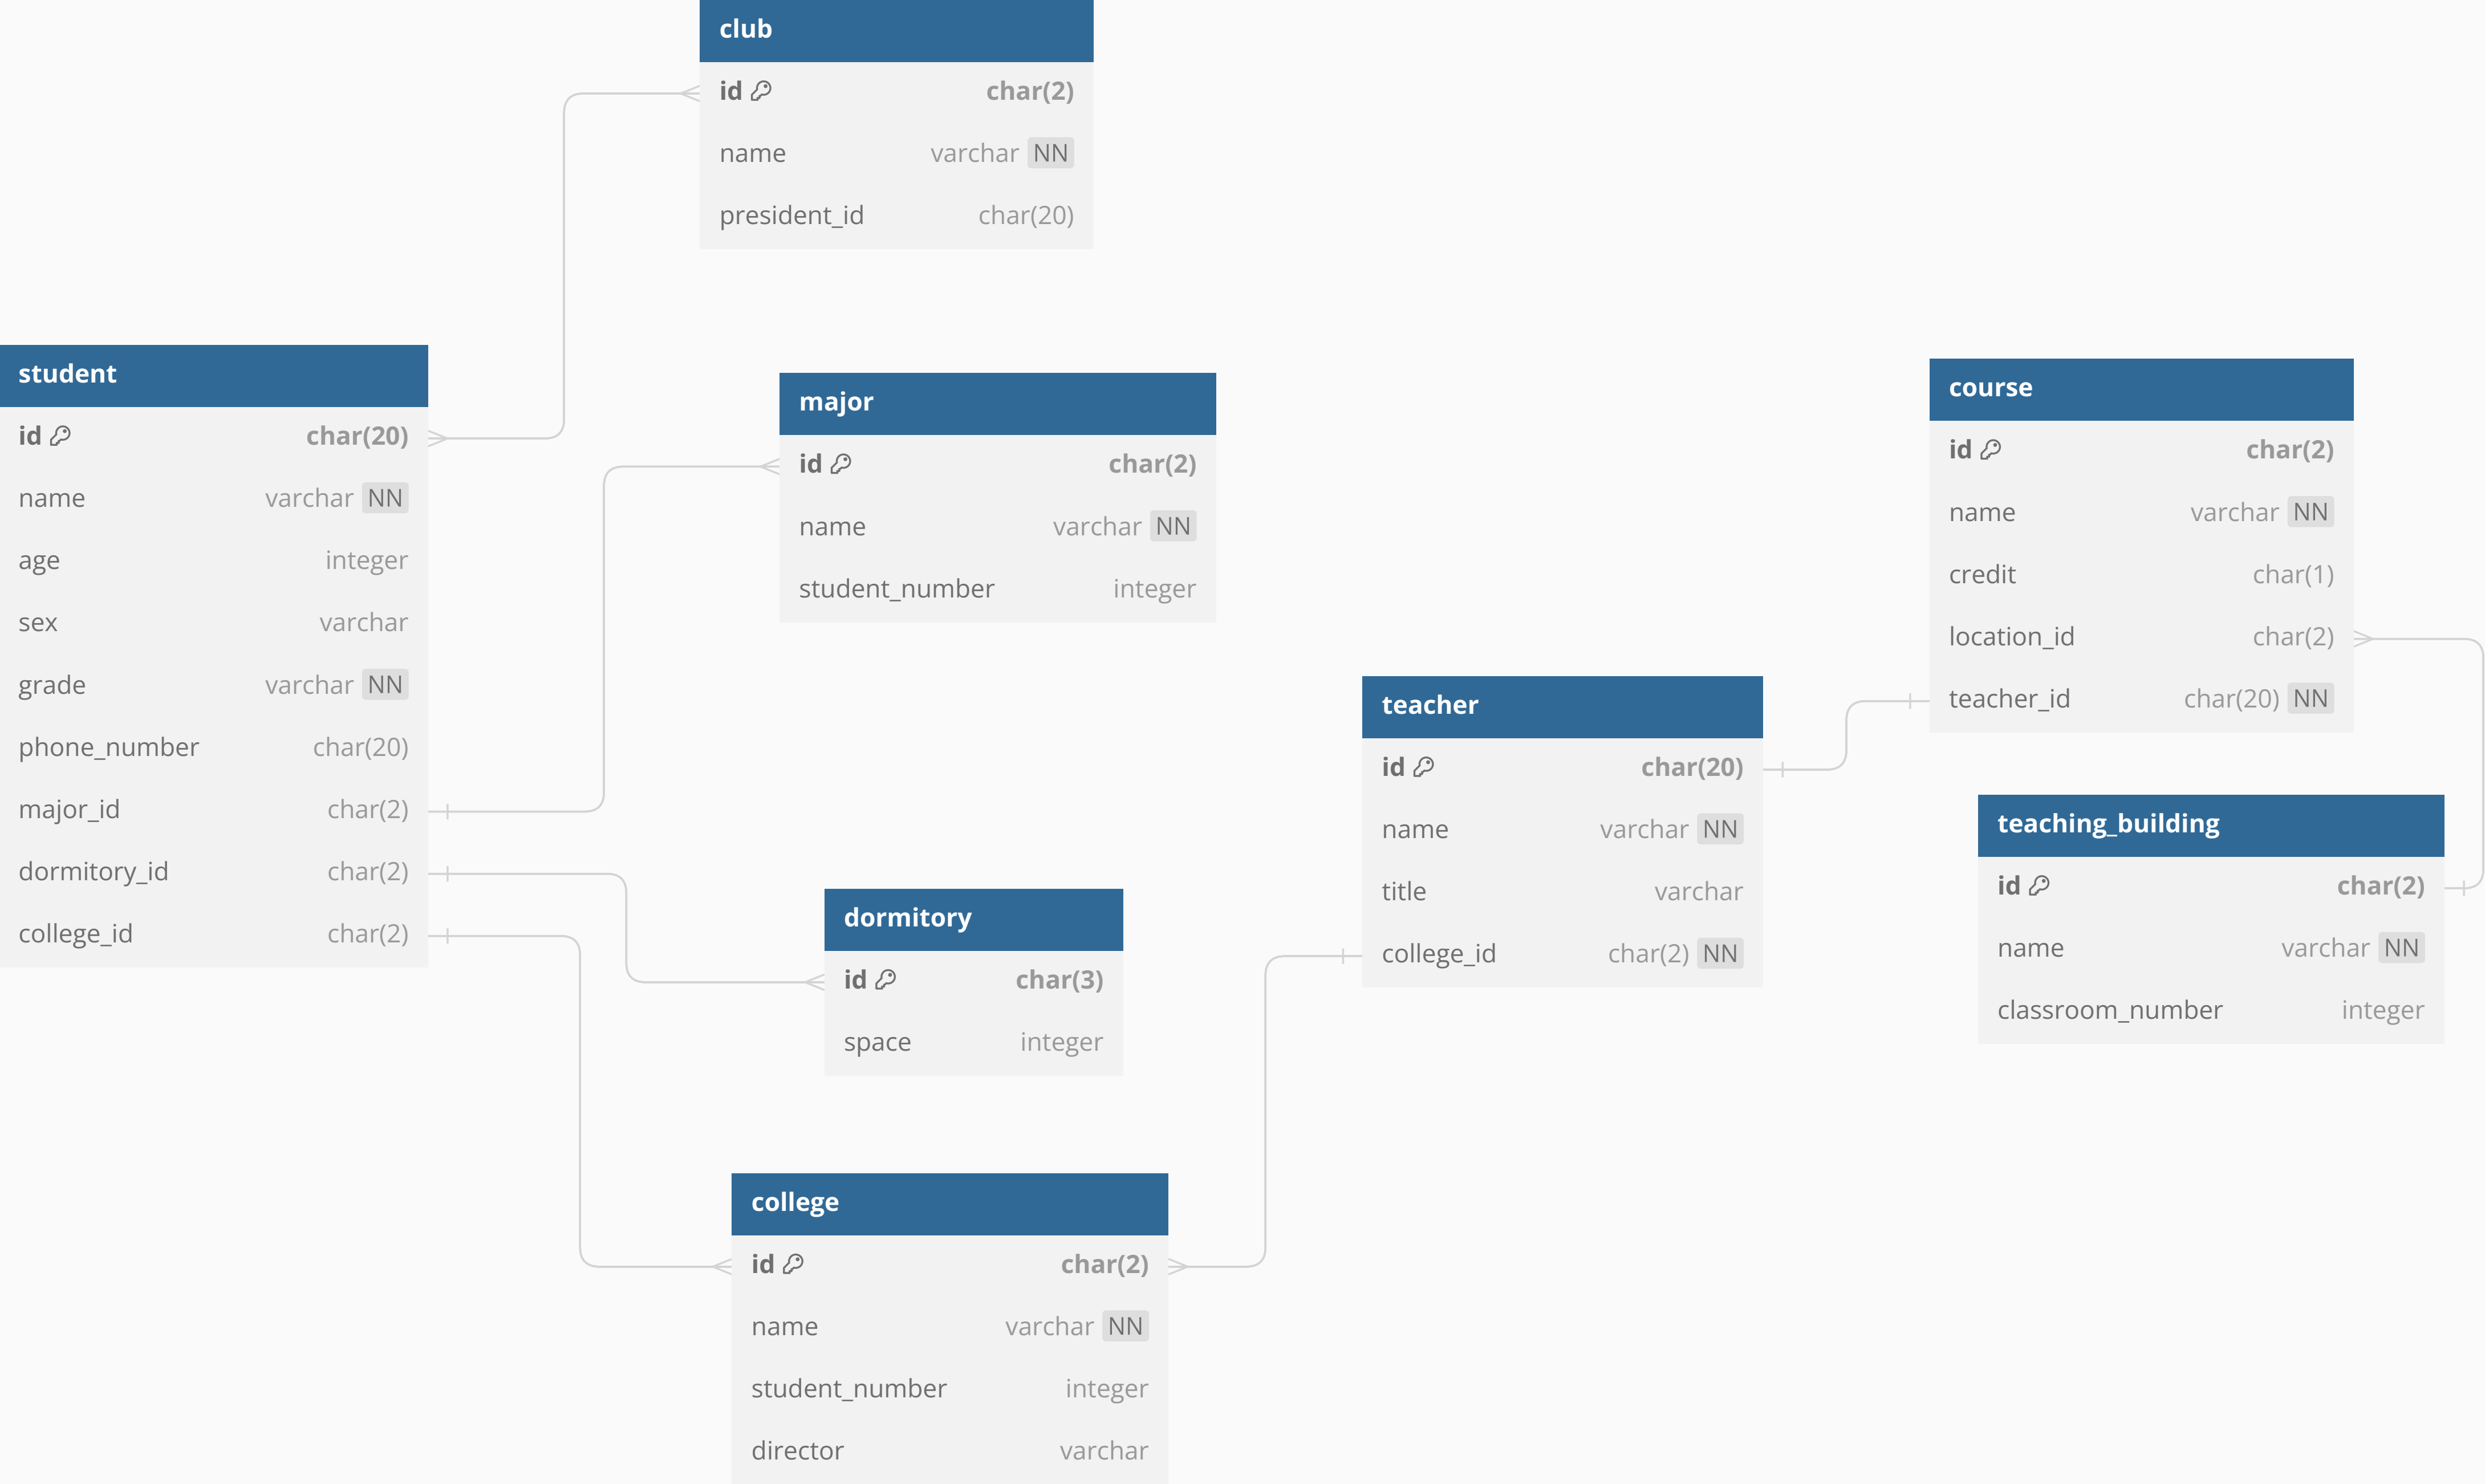 club
id char(2)
name varchar NN
president_id char(20)
student
id char(20)
name varchar NN
age integer
sex varchar
grade varchar NN
phone_number char(20)
major_id char(2)
dormitory_id char(2)
college_id char(2)
major
id char(2)
name varchar NN
student_number integer
course
id char(2)
name varchar NN
credit char(1)
location_id char(2)
teacher_id char(20) NN
teacher
id char(20)
name varchar NN
title varchar
college_id char(2) NN
teaching_building
id char(2)
name varchar NN
classroom_number integer
dormitory
id char(3)
space integer
college
id char(2)
name varchar NN
student_number integer
director varchar